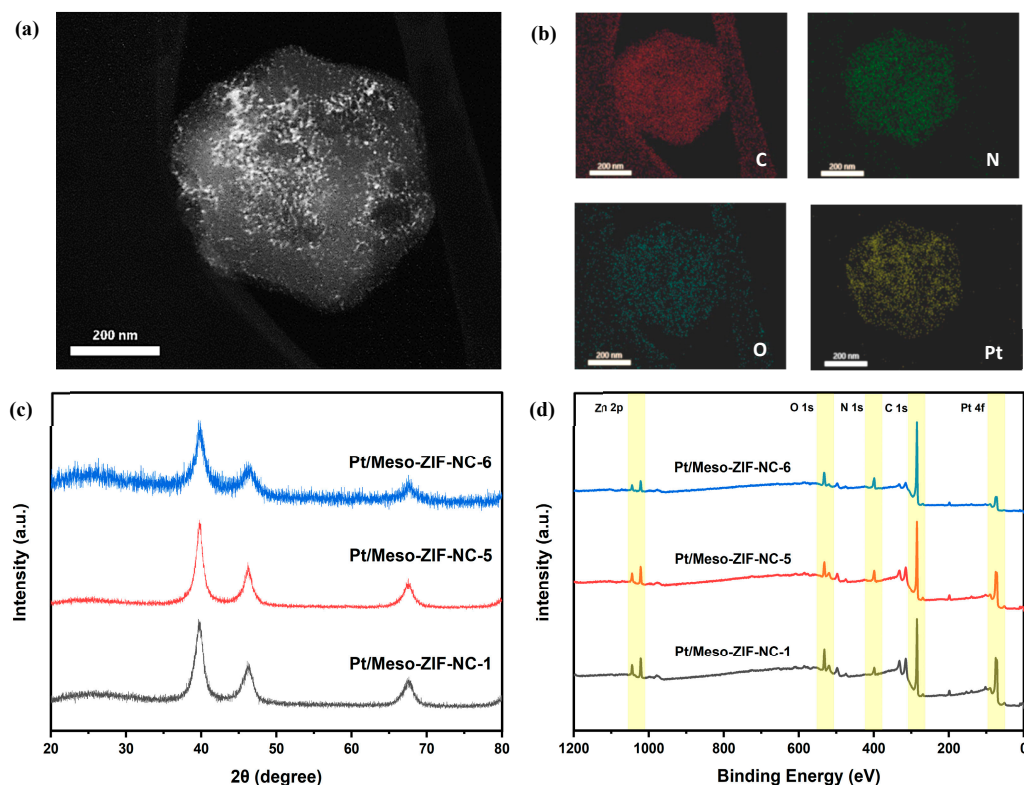 (a)
200 nm
(b)
C
200 nm
N
200 nm
O
200 nm
Pt
200 nm
(c)
Pt/Meso-ZIF-NC-6
Pt/Meso-ZIF-NC-5
Pt/Meso-ZIF-NC-1
Intensity (a.u.)
20 30 40 50 60 70 80
2θ (degree)
(d)
Zn 2p O 1s N 1s C 1s Pt 4f
Pt/Meso-ZIF-NC-6
Pt/Meso-ZIF-NC-5
Pt/Meso-ZIF-NC-1
intensity (a.u.)
1200 1000 800 600 400 200 0
Binding Energy (eV)